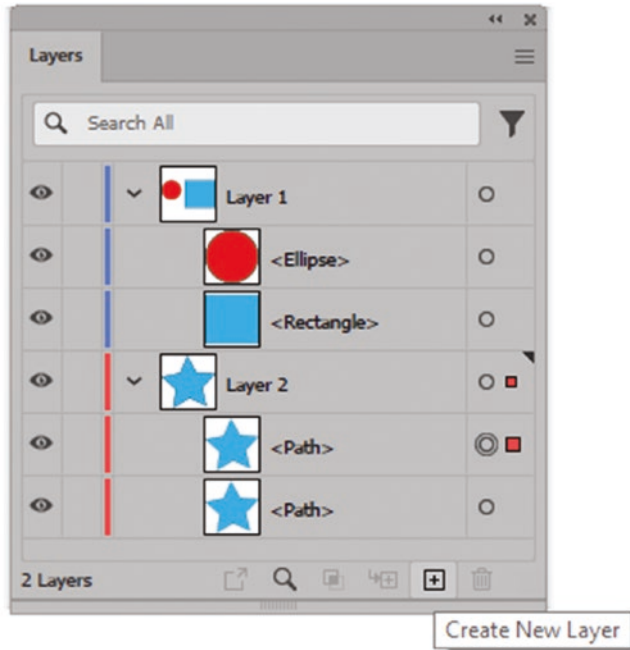 Layers
Search All
Layer 1
<Ellipse>
<Rectangle>
Layer 2
<Path>
<Path>
2 Layers
Create New Layer